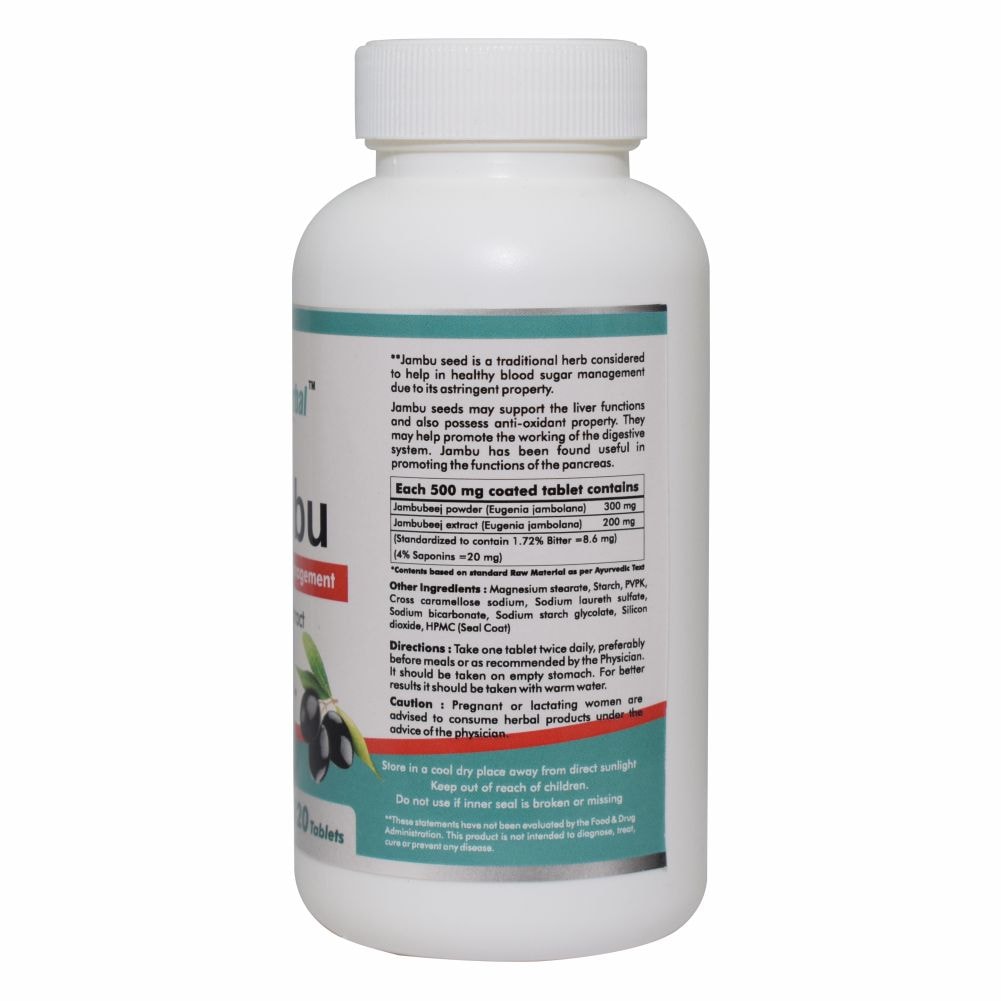 bal™
bu
agement
ract
20 Tablets
**Jambu seed is a traditional herb considered
to help in healthy blood sugar management
due to its astringent property.
Jambu seeds may support the liver functions
and also possess anti-oxidant property. They
may help promote the working of the digestive
system. Jambu has been found useful in
promoting the functions of the pancreas.
Each 500 mg coated tablet contains
Jambubeej powder (Eugenia jambolana) 300 mg
Jambubeej extract (Eugenia jambolana) 200 mg
(Standardized to contain 1.72% Bitter =8.6 mg)
(4% Saponins =20 mg)
*Contents based on standard Raw Material as per Ayurvedic Text
Other Ingredients : Magnesium stearate, Starch, PVPK,
Cross caramellose sodium, Sodium laureth sulfate,
Sodium bicarbonate, Sodium starch glycolate, Silicon
dioxide, HPMC (Seal Coat)
Directions : Take one tablet twice daily, preferably
before meals or as recommended by the Physician.
It should be taken on empty stomach. For better
results it should be taken with warm water.
Caution : Pregnant or lactating women are
advised to consume herbal products under the
advice of the physician.
Store in a cool dry place away from direct sunlight
Keep out of reach of children.
Do not use if inner seal is broken or missing
**These statements have not been evaluated by the Food & Drug
Administration. This product is not intended to diagnose, treat,
cure or prevent any disease.